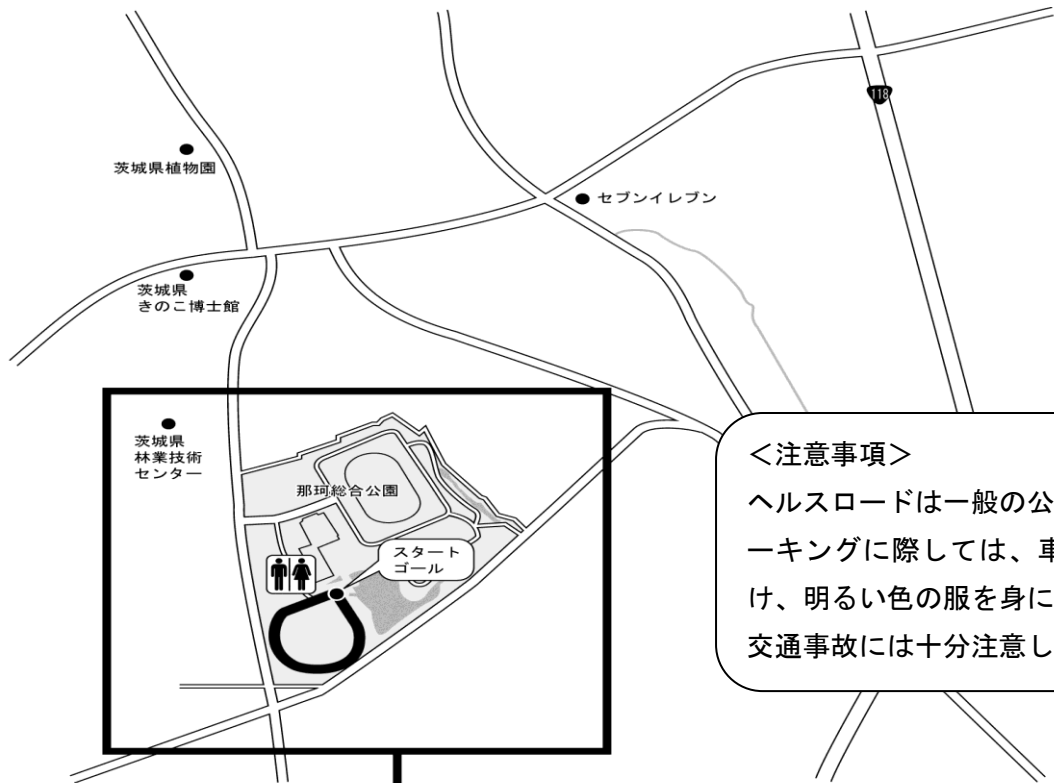 118
茨城県植物園
セブンイレブン
茨城県
きのこ博士館
茨城県
林業技術
センター
那珂総合公園
スタート
ゴール
＜注意事項＞
ヘルスロードは一般の公
ーキングに際しては、車
け、明るい色の服を身に
交通事故には十分注意し